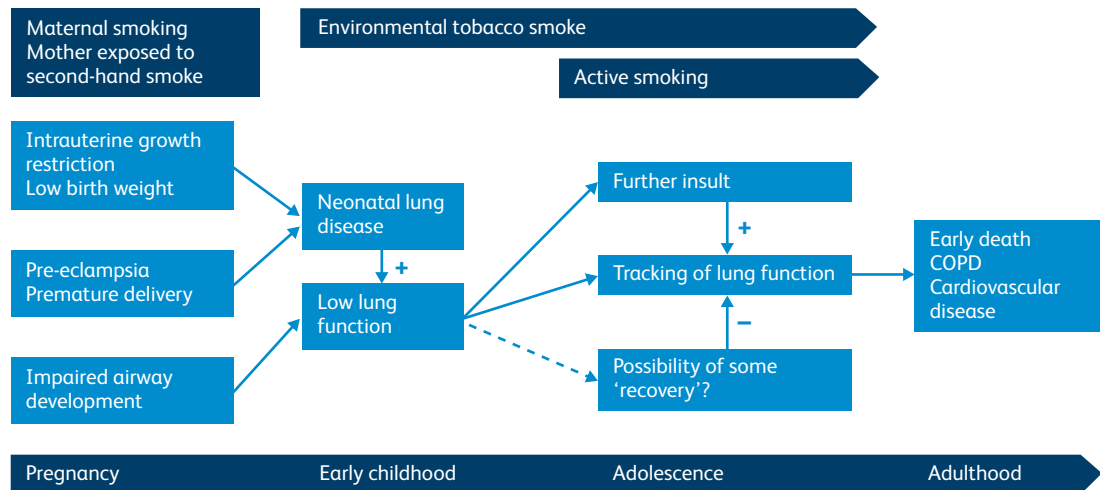 Maternal smoking
Mother exposed to
second-hand smoke
Environmental tobacco smoke
Active smoking
Intrauterine growth
restriction
Low birth weight
Pre-eclampsia
Premature delivery
Impaired airway
development
Neonatal lung
disease
+
Low lung
function
Further insult
+
Tracking of lung function
–
Possibility of some
‘recovery’?
Early death
COPD
Cardiovascular
disease
Pregnancy
Early childhood
Adolescence
Adulthood